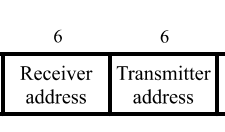 6 6
Receiver Transmitter
address address